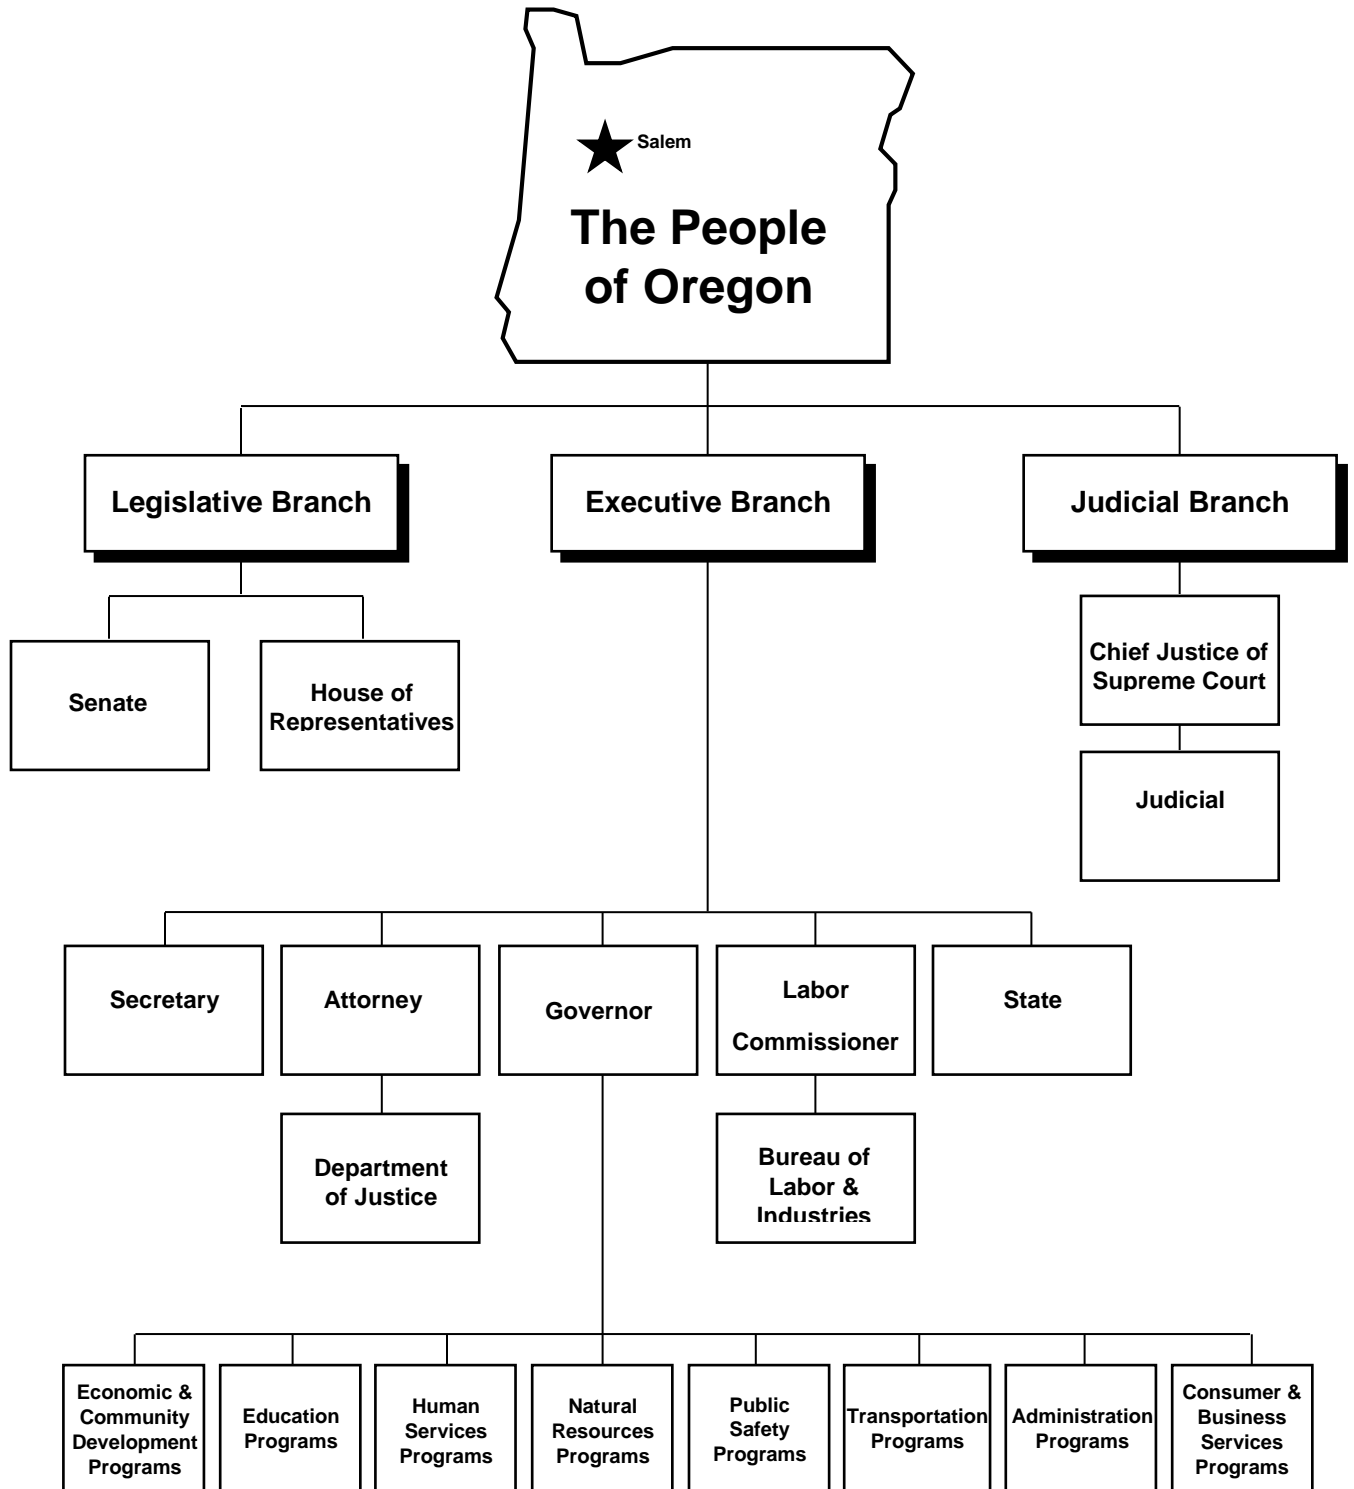 Salem
The People
of Oregon
Legislative Branch
Executive Branch
Judicial Branch
Senate
House of
Representatives
Chief Justice of
Supreme Court
Judicial
Secretary
Attorney
Governor
Labor
Commissioner
State
Department
of Justice
Bureau of
Labor &
Industries
Economic &
Community
Development
Programs
Education
Programs
Human
Services
Programs
Natural
Resources
Programs
Public
Safety
Programs
Transportation
Programs
Administration
Programs
Consumer &
Business
Services
Programs